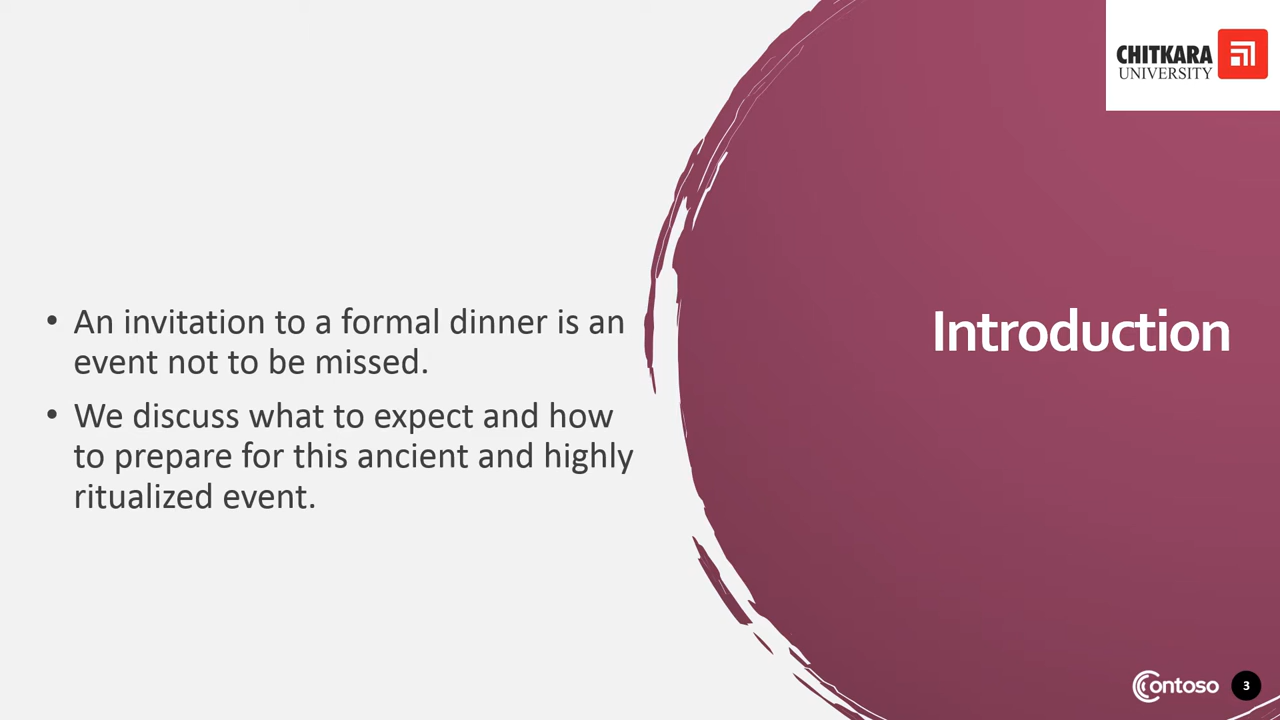 CHITKARA
UNIVERSITY
• An invitation to a formal dinner is an
event not to be missed.
• We discuss what to expect and how
to prepare for this ancient and highly
ritualized event.
Introduction
Contoso
3